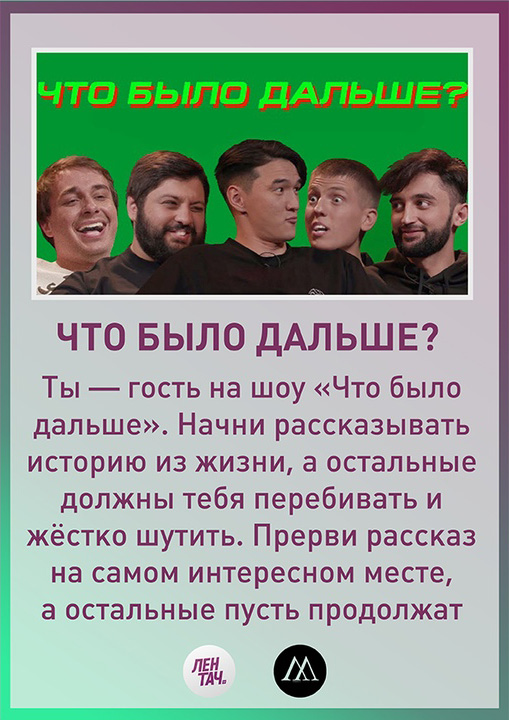 ЧТО БЫЛО ДАЛЬШЕ?
ЧТО БЫЛО ДАЛЬШЕ?
Ты — гость на шоу «Что было
дальше». Начни рассказывать
историю из жизни, а остальные
должны тебя перебивать и
жёстко шутить. Прерви рассказ
на самом интересном месте,
а остальные пусть продолжат
ЛЕН
ТАЧ.